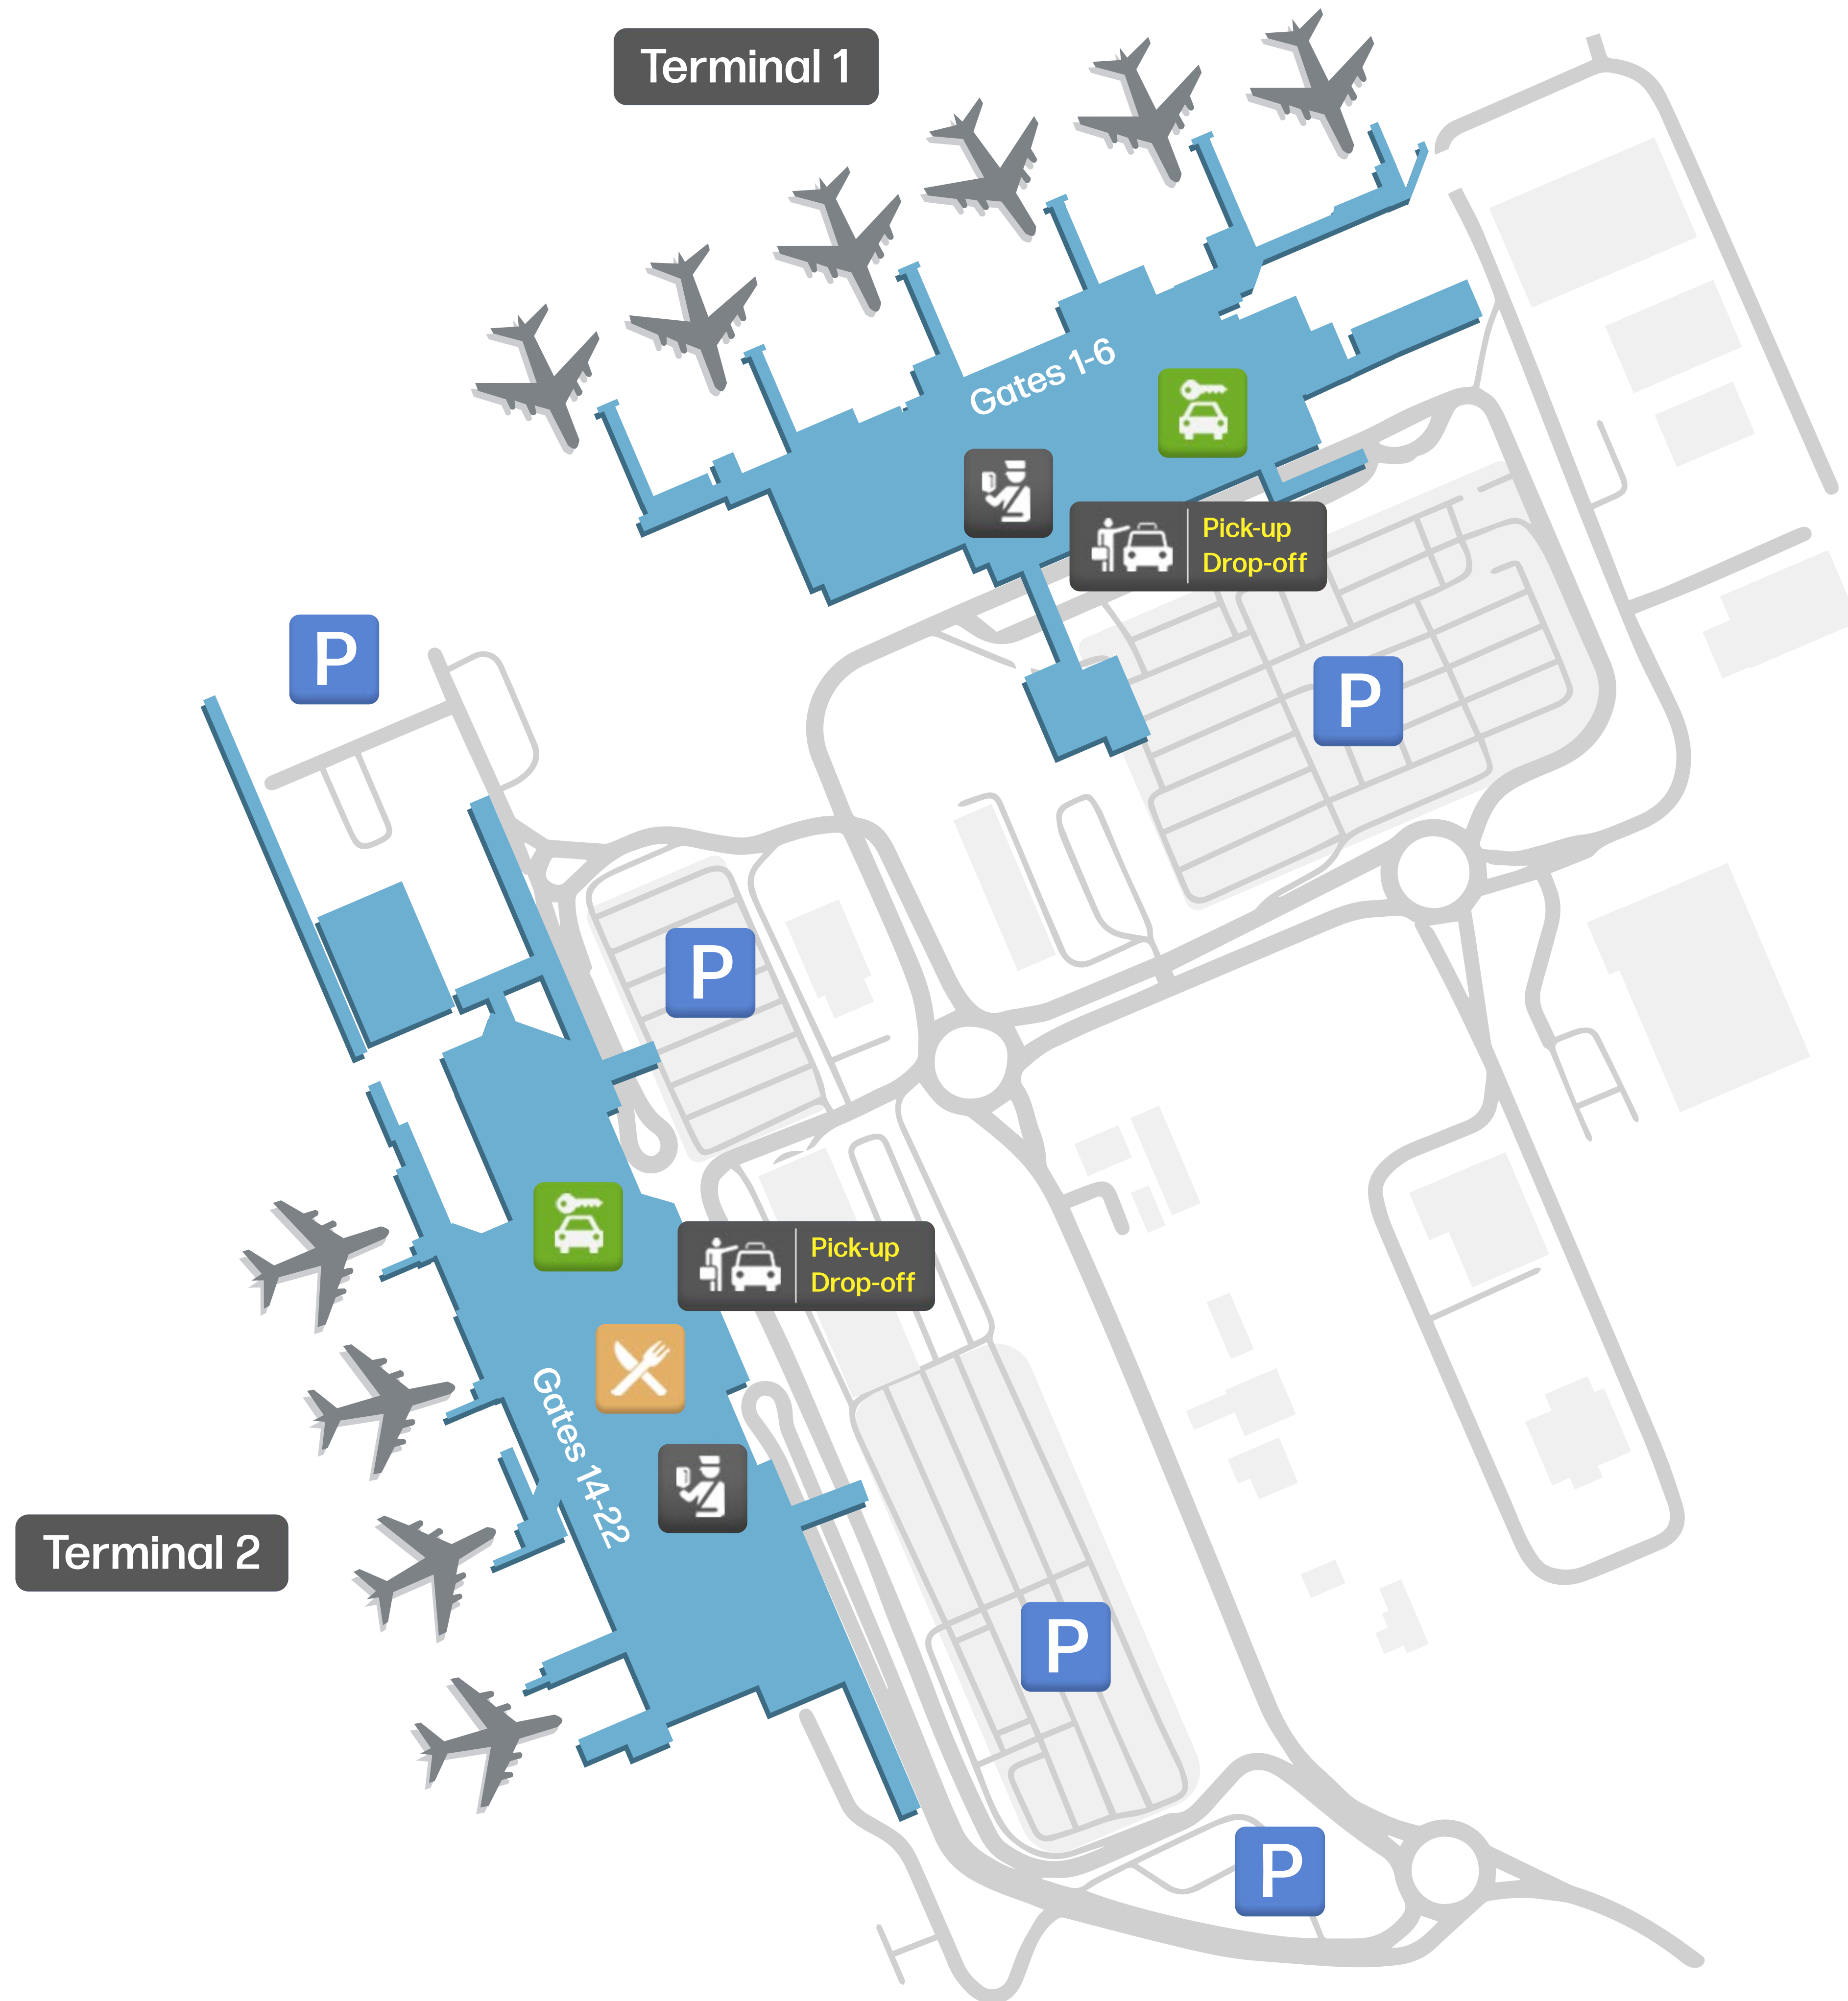 Terminal 1
Gates 1-6
Pick-up
Drop-off
P
P
P
Pick-up
Drop-off
Gates 14-22
Terminal 2
P
P